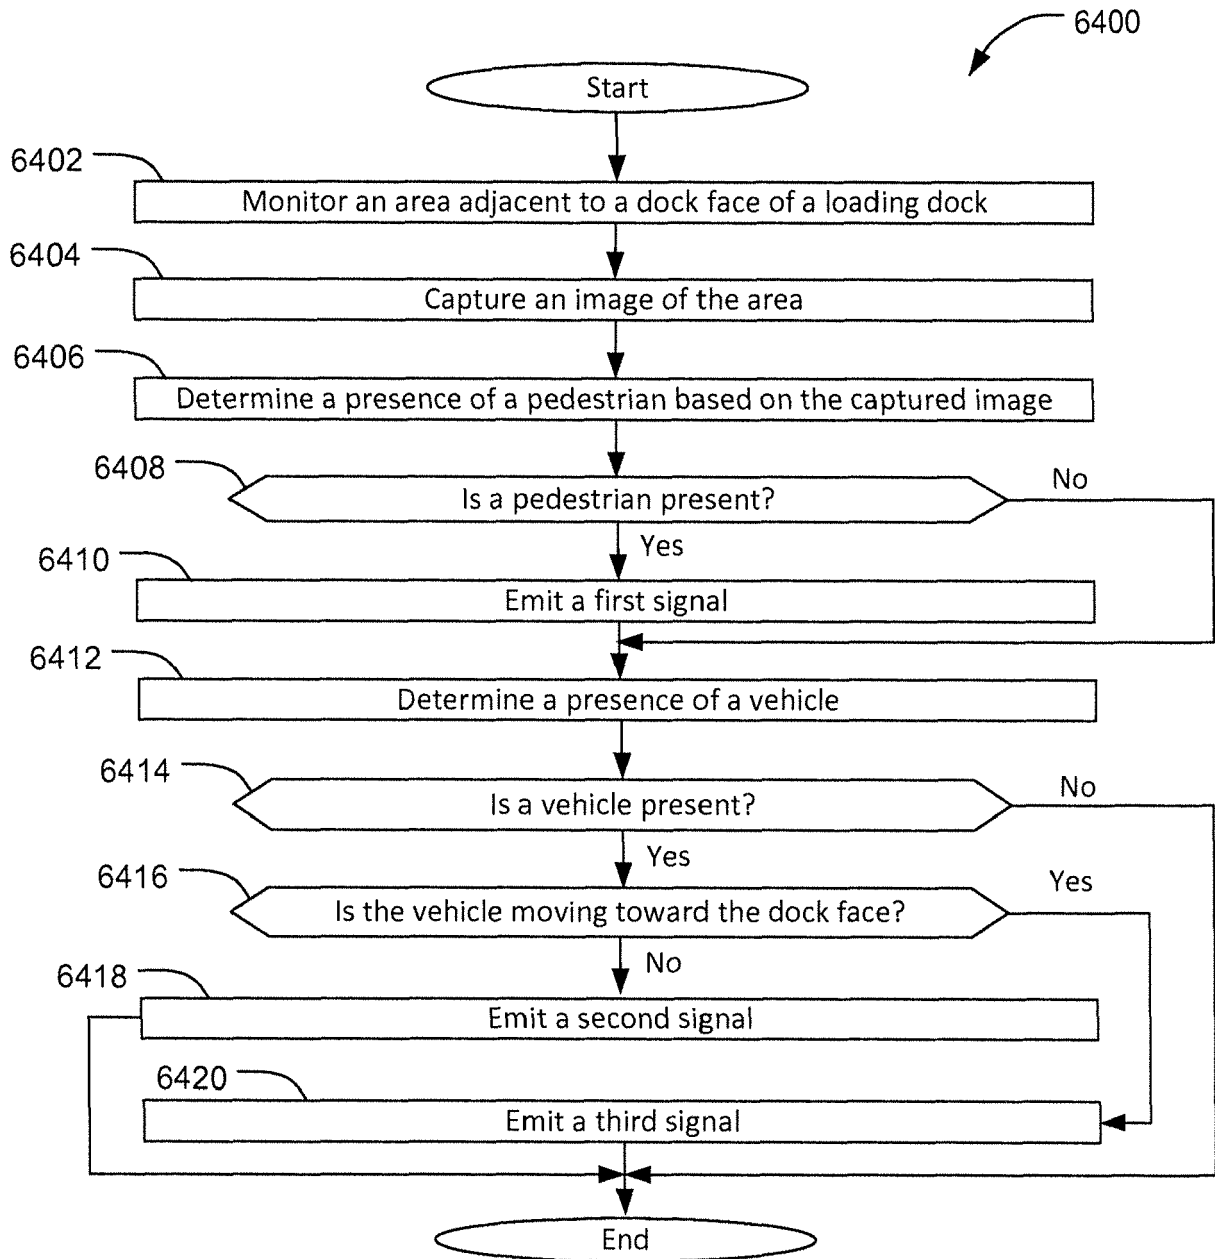 6400
Start
6402
Monitor an area adjacent to a dock face of a loading dock
6404
Capture an image of the area
6406
Determine a presence of a pedestrian based on the captured image
6408
Is a pedestrian present?
No
Yes
6410
Emit a first signal
6412
Determine a presence of a vehicle
6414
Is a vehicle present?
No
Yes
6416
Is the vehicle moving toward the dock face?
Yes
No
6418
Emit a second signal
6420
Emit a third signal
End